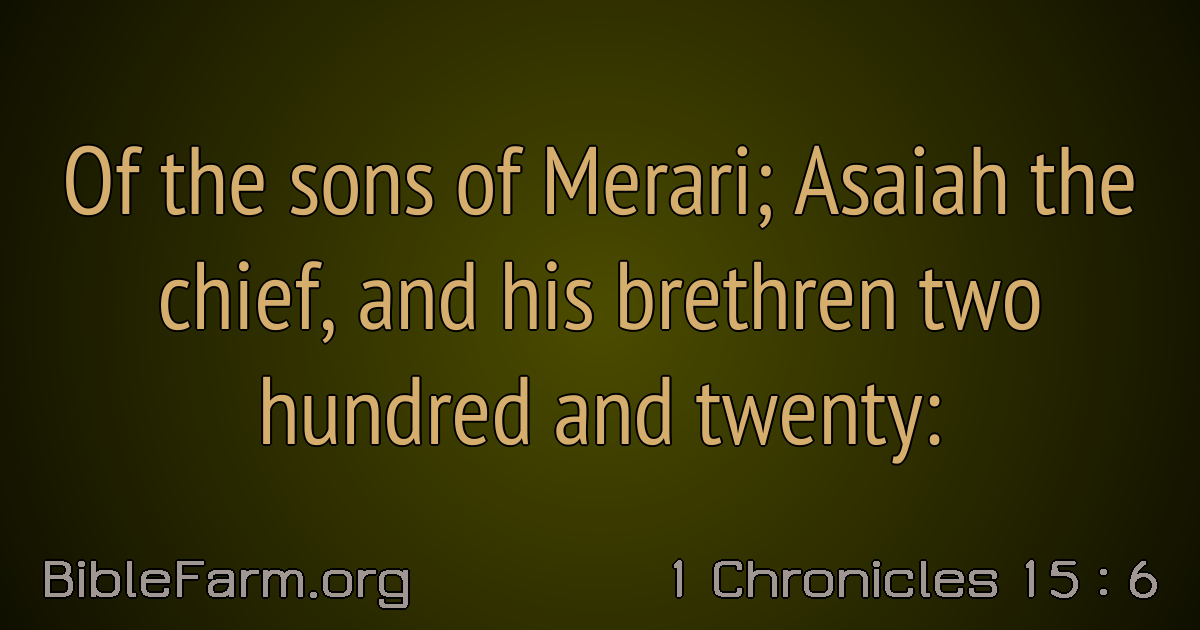 Of the sons of Merari; Asaiah the
chief, and his brethren two
hundred and twenty:
BibleFarm.org
1 Chronicles 15 : 6